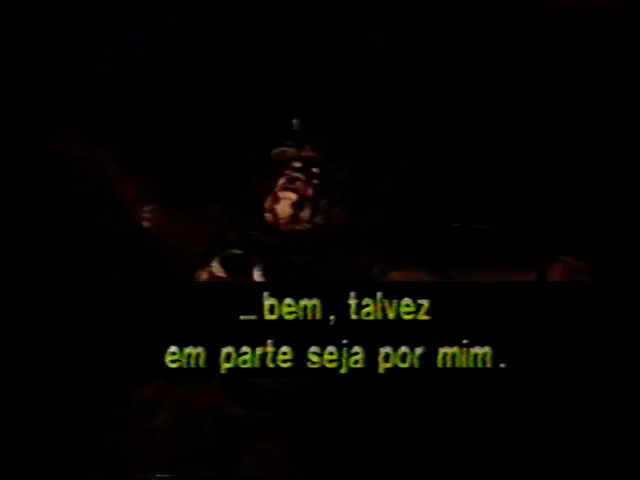 …bem, talvez
em parte seja por mim.